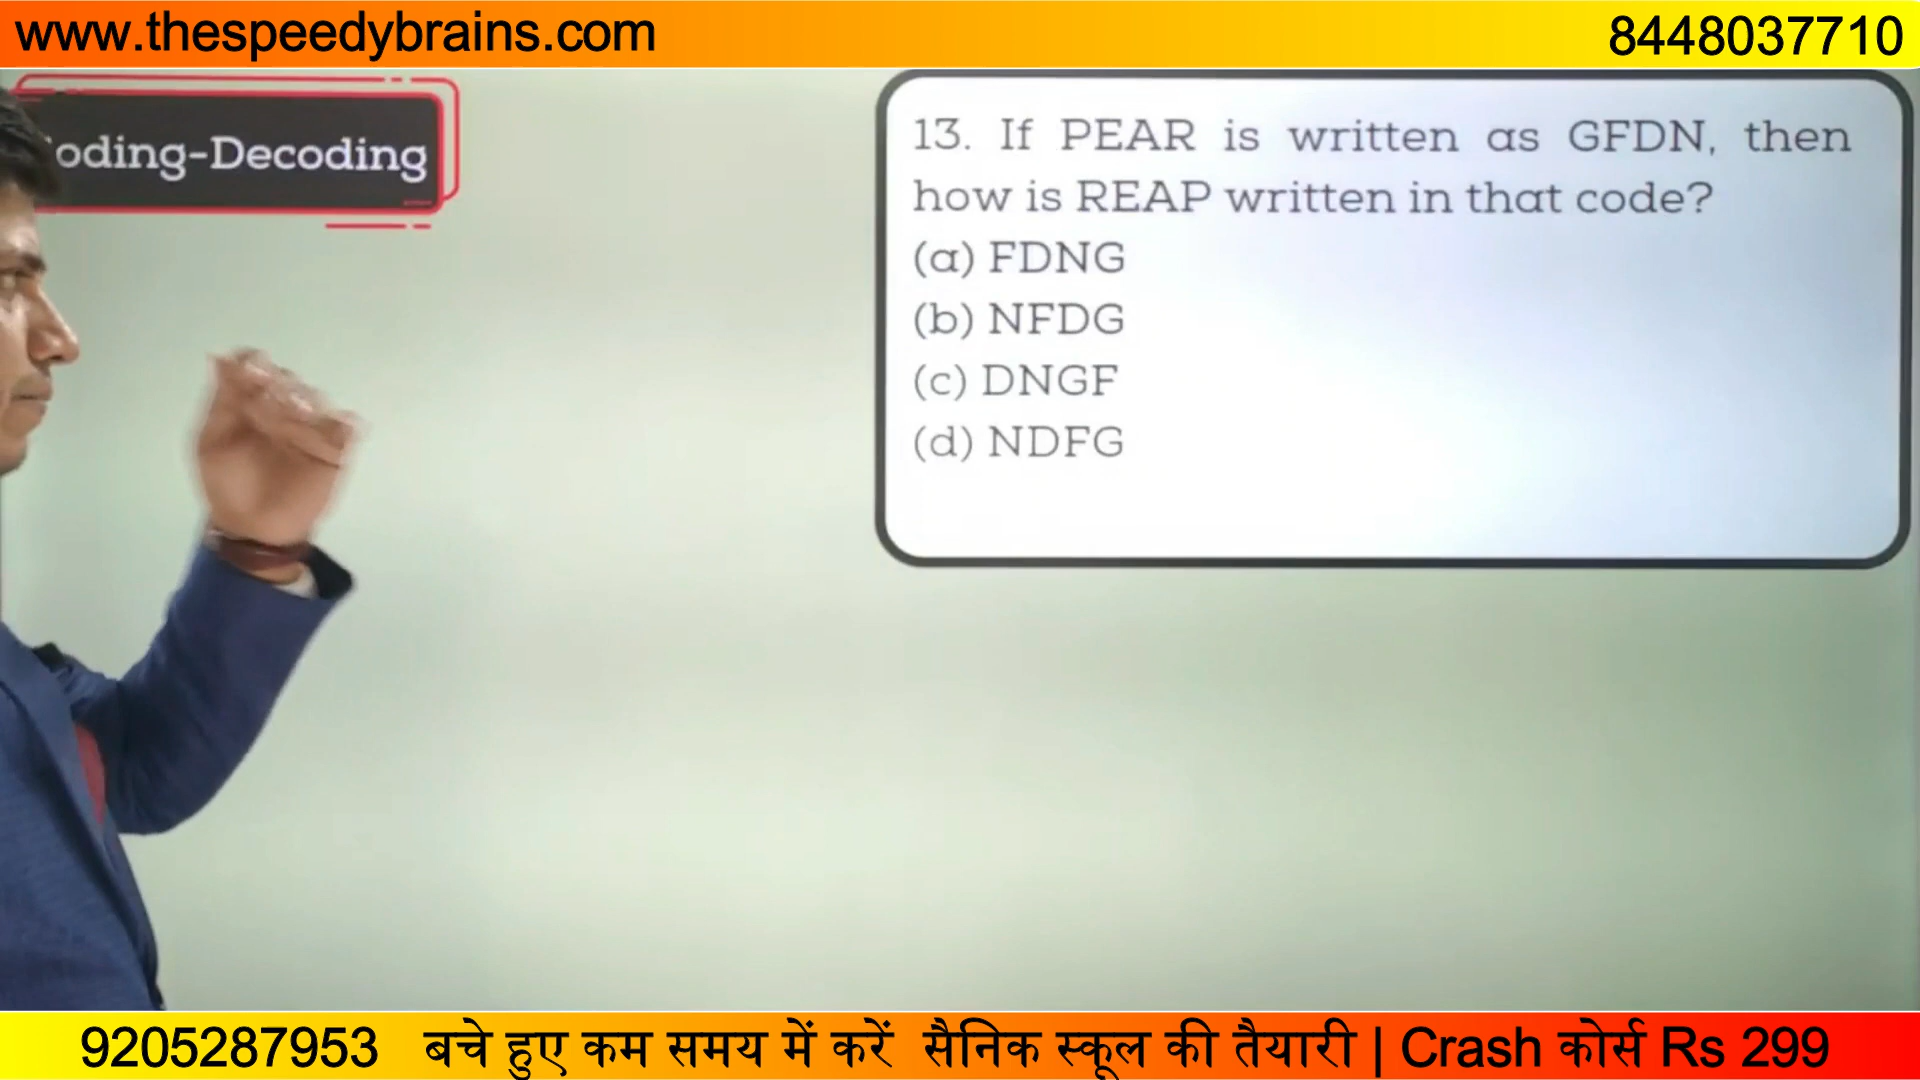 www.thespeedybrains.com
8448037710
oding-Decoding
13. If PEAR is written as GFDN, then
how is REAP written in that code?
(a) FDNG
(b) NFDG
(c) DNGF
(d) NDFG
9205287953 बचे हुए कम समय में करें सैनिक स्कूल की तैयारी | Crash कोर्स Rs 299